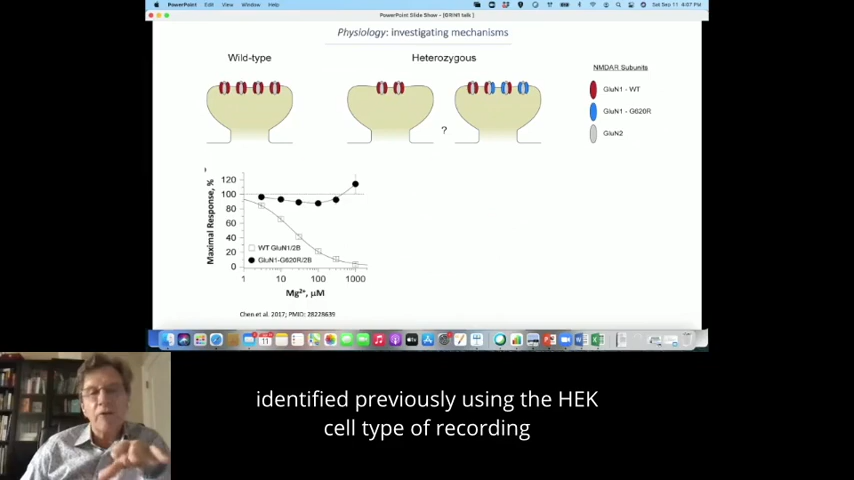 PowerPoint File Edit View Window Help
Sat Sep 11 4:07 PM
PowerPoint Slide Show - [GRIN1 talk]
Physiology: investigating mechanisms
Wild-type
Heterozygous
?
NMDAR Subunits
GluN1 - WT
GluN1 - G620R
GluN2
Maximal Response, %
120
100
80
60
40
20
0
WT GluN1/2B
GluN1-G620R/2B
1 10 100 1000
Mg2+, μM
Chen et al. 2017; PMID: 28228639
identified previously using the HEK
cell type of recording